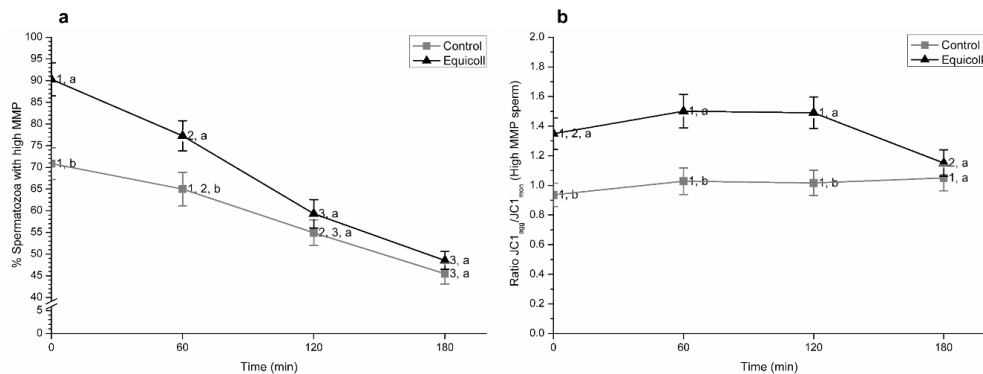 a
% Spermatozoa with high MMP
100
95
90
85
80
75
70
65
60
55
50
45
40
5
0
0 60 120 180
Time (min)
Control
Equicoll
1, a
2, a
3, a
3, a
1, b
1, 2, b
2, 3, a
3, a
b
Ratio JC1agg/JC1mon (High MMP sperm)
2.0
1.8
1.6
1.4
1.2
1.0
0.8
0.6
0.4
0.2
0.0
0 60 120 180
Time (min)
Control
Equicoll
1, 2, a
1, a
1, a
2, a
1, b
1, b
1, b
1, a